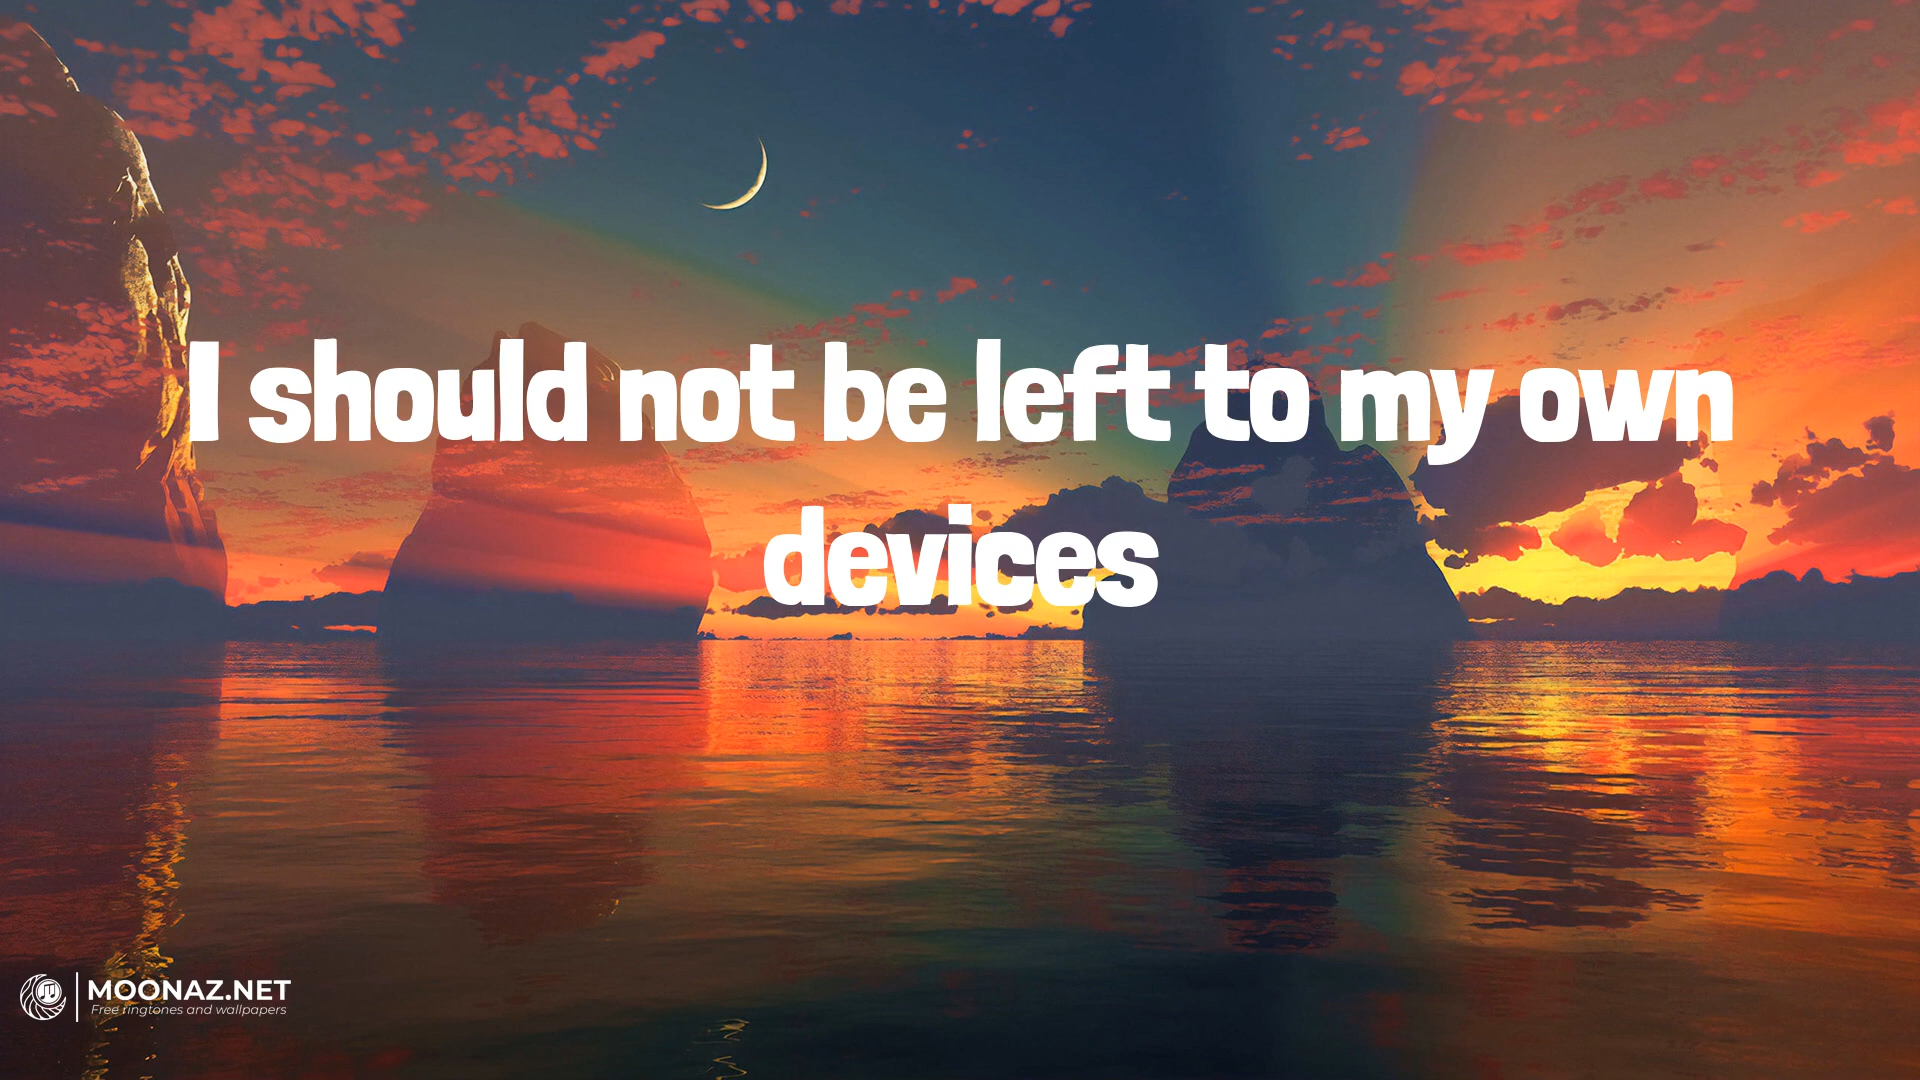 I should not be left to my own
devices
MOONAZ.NET
Free ringtones and wallpapers